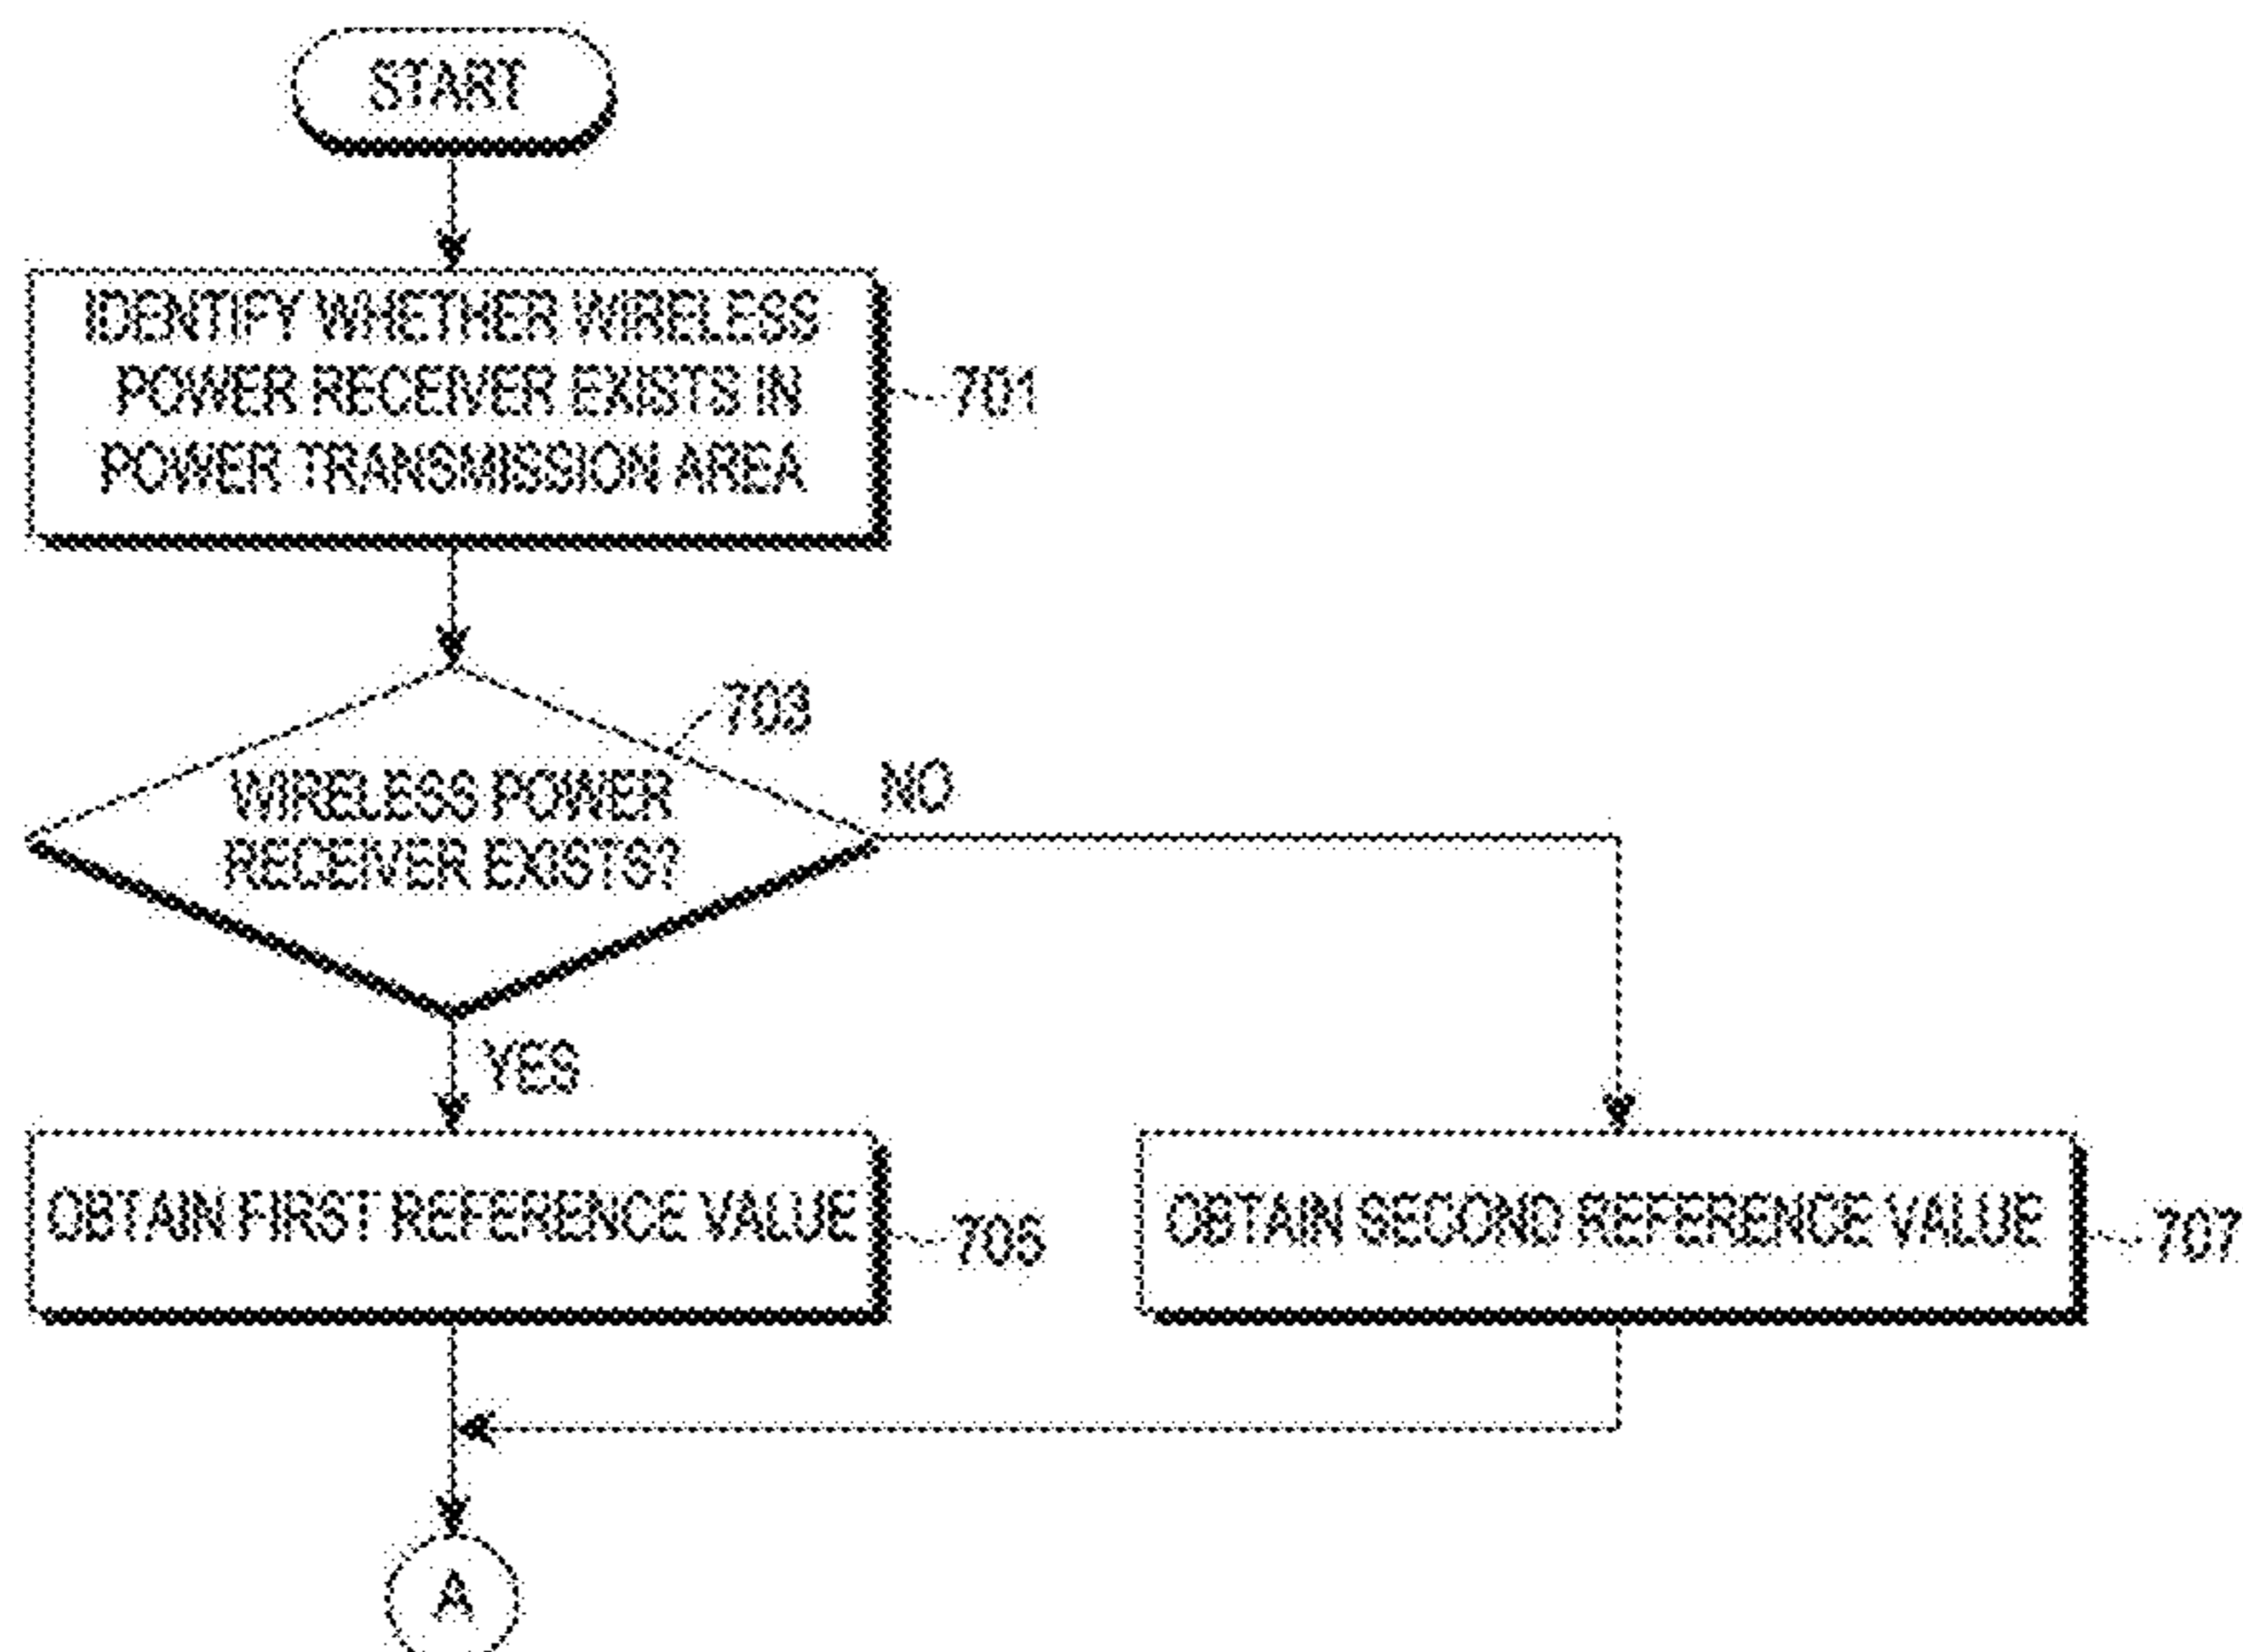 START
IDENTIFY WHETHER WIRELESS
POWER RECEIVER EXISTS IN
POWER TRANSMISSION AREA
701
703
WIRELESS POWER
RECEIVER EXISTS?
NO
YES
OBTAIN FIRST REFERENCE VALUE
705
OBTAIN SECOND REFERENCE VALUE
707
A